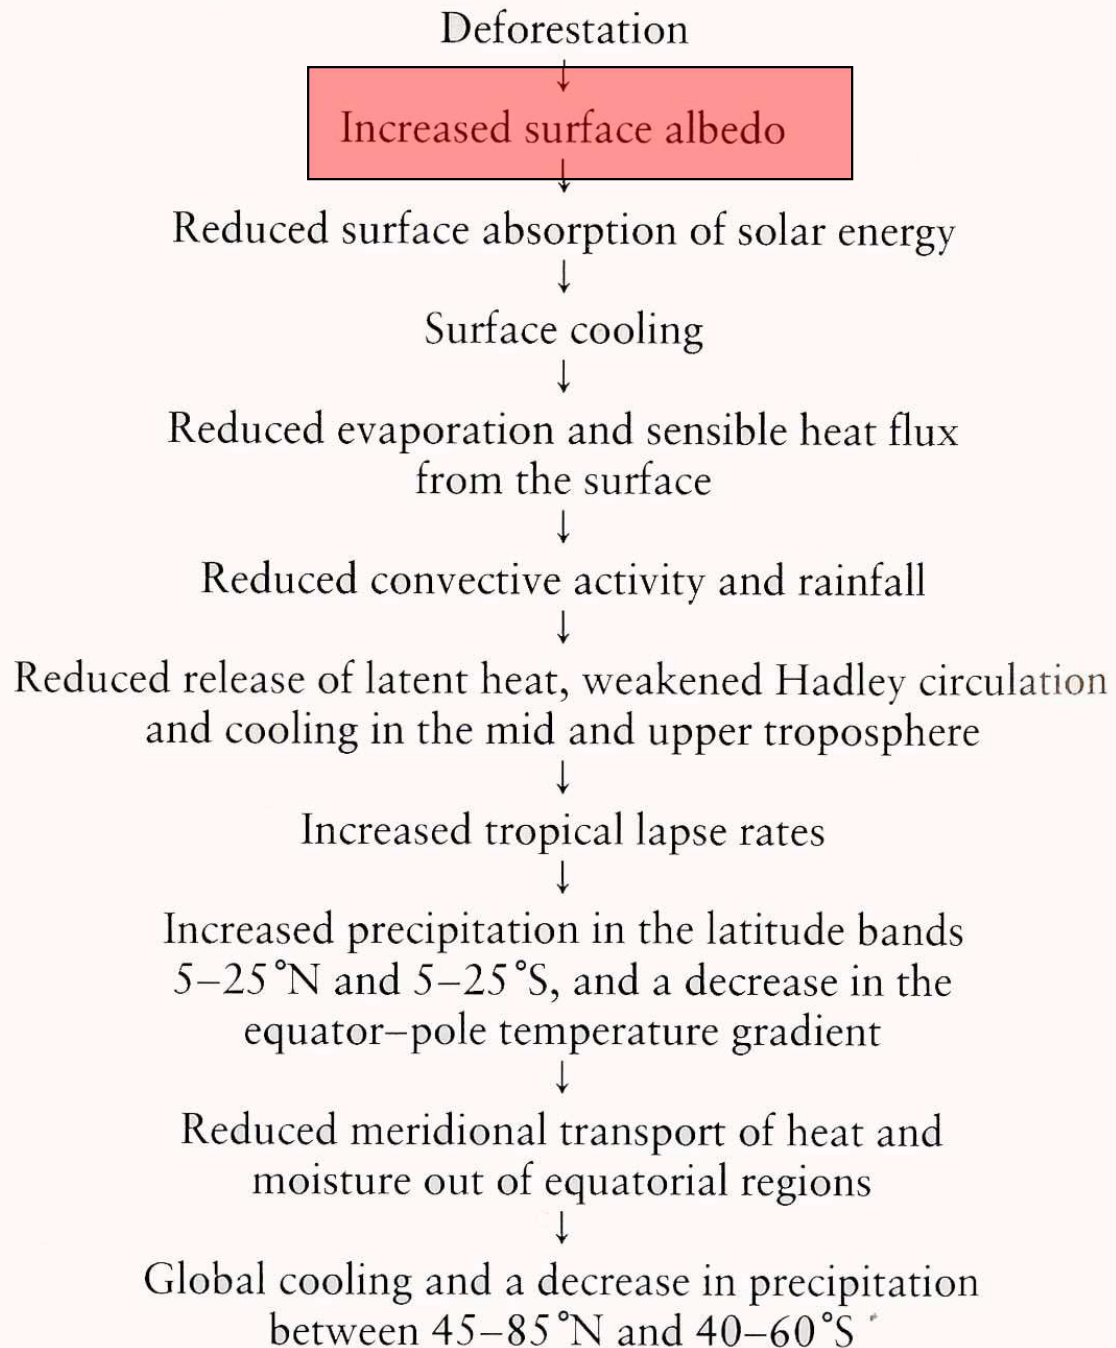 Deforestation
↓
Increased surface albedo
↓
Reduced surface absorption of solar energy
↓
Surface cooling
↓
Reduced evaporation and sensible heat flux
from the surface
↓
Reduced convective activity and rainfall
↓
Reduced release of latent heat, weakened Hadley circulation
and cooling in the mid and upper troposphere
↓
Increased tropical lapse rates
↓
Increased precipitation in the latitude bands
5–25°N and 5–25°S, and a decrease in the
equator–pole temperature gradient
↓
Reduced meridional transport of heat and
moisture out of equatorial regions
↓
Global cooling and a decrease in precipitation
between 45–85°N and 40–60°S